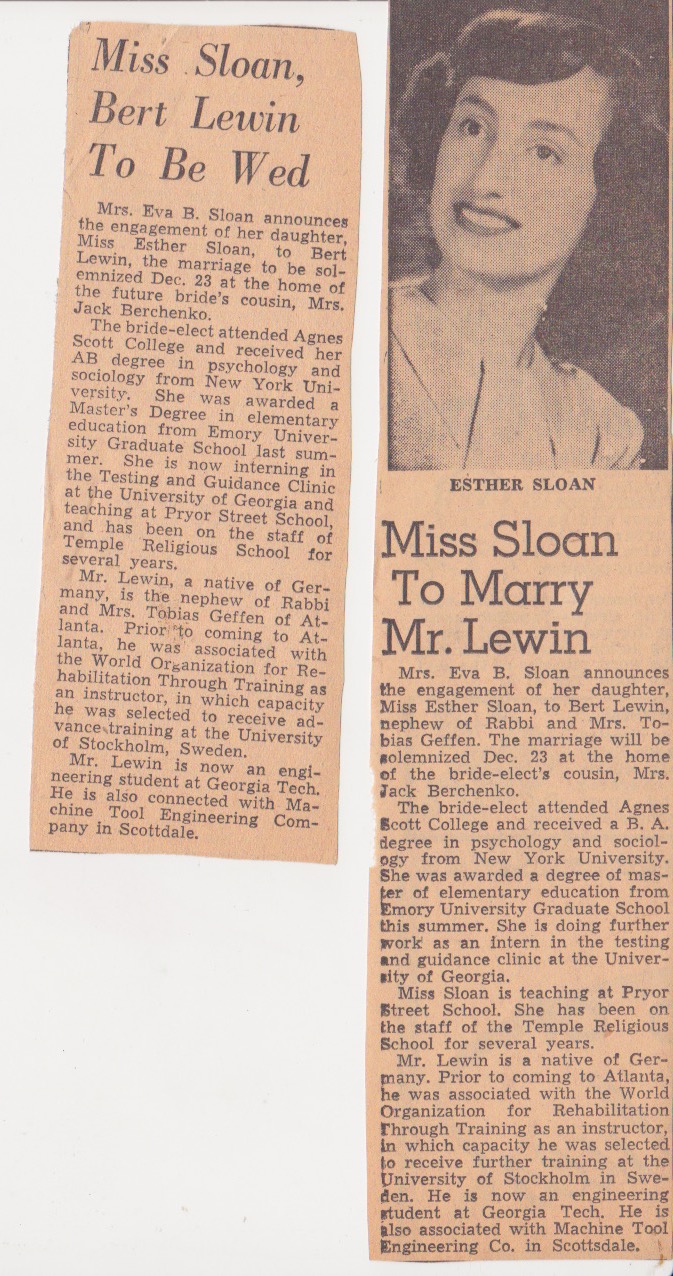 Miss Sloan,
Bert Lewin
To Be Wed
Mrs. Eva B. Sloan announces
the engagement of her daughter,
Miss Esther Sloan, to Bert
Lewin, the marriage to be sol-
emnized Dec. 23 at the home of
the future bride's cousin, Mrs.
Jack Berchenko.
The bride-elect attended Agnes
Scott College and received her
AB degree in psychology and
sociology from New York Uni-
versity. She was awarded a
Master's Degree in elementary
education from Emory Univer-
sity Graduate School last sum-
mer. She is now interning in
the Testing and Guidance Clinic
at the University of Georgia and
teaching at Pryor Street School,
and has been on the staff of
Temple Religious School for
several years.
Mr. Lewin, a native of Ger-
many, is the nephew of Rabbi
and Mrs. Tobias Geffen of At-
lanta. Prior to coming to At-
lanta, he was associated with
the World Organization for Re-
habilitation Through Training as
an instructor, in which capacity
he was selected to receive ad-
vance training at the University
of Stockholm, Sweden.
Mr. Lewin is now an engi-
neering student at Georgia Tech.
He is also connected with Ma-
chine Tool Engineering Com-
pany in Scottdale.
ESTHER SLOAN
Miss Sloan
To Marry
Mr. Lewin
Mrs. Eva B. Sloan announces
the engagement of her daughter,
Miss Esther Sloan, to Bert Lewin,
nephew of Rabbi and Mrs. To-
bias Geffen. The marriage will be
solemnized Dec. 23 at the home
of the bride-elect's cousin, Mrs.
Jack Berchenko.
The bride-elect attended Agnes
Scott College and received a B. A.
degree in psychology and sociol-
ogy from New York University.
She was awarded a degree of mas-
ter of elementary education from
Emory University Graduate School
this summer. She is doing further
work as an intern in the testing
and guidance clinic at the Univer-
sity of Georgia.
Miss Sloan is teaching at Pryor
Street School. She has been on
the staff of the Temple Religious
School for several years.
Mr. Lewin is a native of Ger-
many. Prior to coming to Atlanta,
he was associated with the World
Organization for Rehabilitation
Through Training as an instructor,
in which capacity he was selected
to receive further training at the
University of Stockholm in Swe-
den. He is now an engineering
student at Georgia Tech. He is
also associated with Machine Tool
Engineering Co. in Scottsdale.